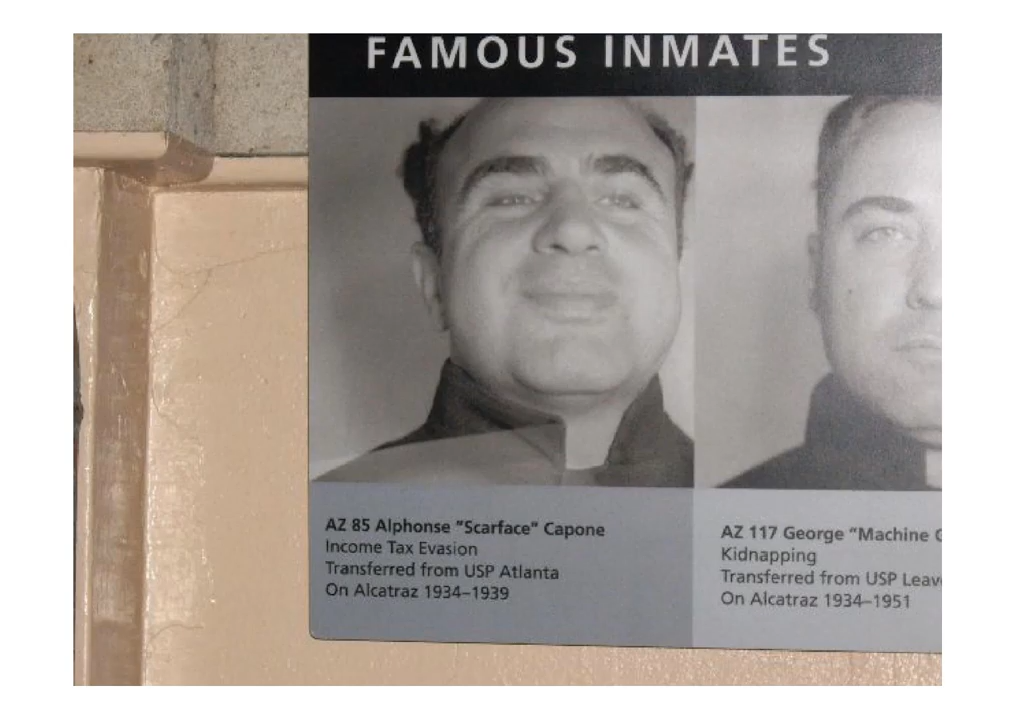 FAMOUS INMATES
AZ 85 Alphonse "Scarface" Capone
Income Tax Evasion
Transferred from USP Atlanta
On Alcatraz 1934–1939
AZ 117 George "Machine
Kidnapping
Transferred from USP
On Alcatraz 1934–1951